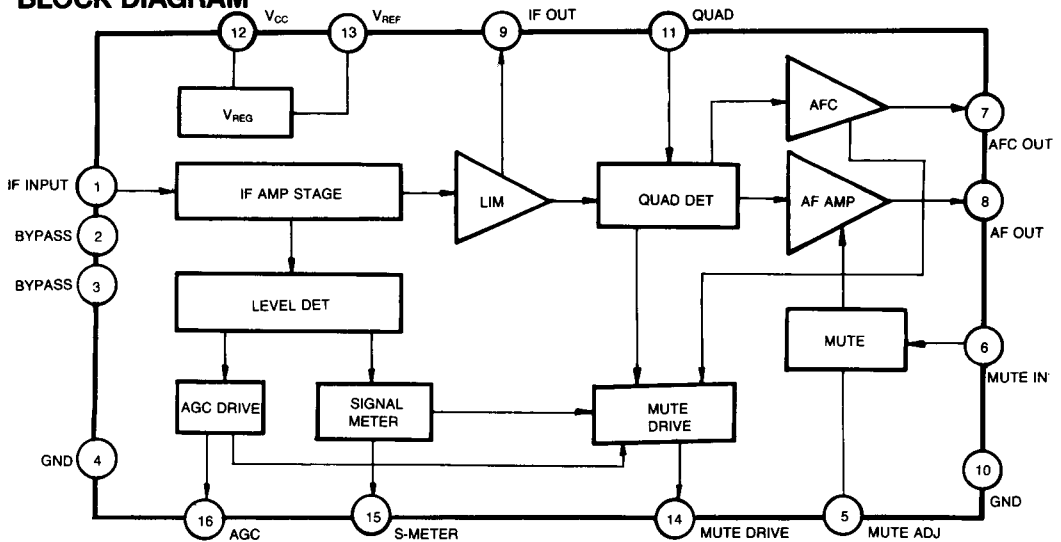 BLOCK DIAGRAM
VCC
VREF
IF OUT
QUAD
12
13
9
11
VREG
AFC
7
AFC OUT
IF INPUT
1
IF AMP STAGE
LIM
QUAD DET
AF AMP
8
AF OUT
BYPASS
2
BYPASS
3
LEVEL DET
MUTE
6
MUTE IN
AGC DRIVE
SIGNAL
METER
MUTE
DRIVE
GND
4
10
GND
16
AGC
15
S-METER
14
MUTE DRIVE
5
MUTE ADJ